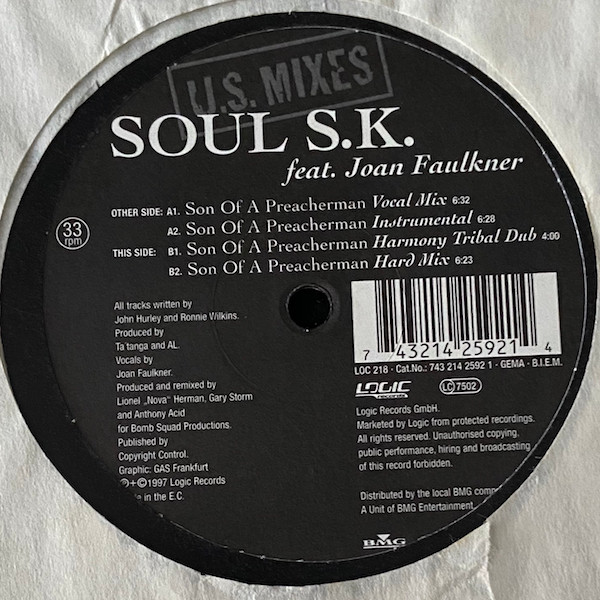 U.S. MIXES
SOUL S.K.
feat. Joan Faulkner
OTHER SIDE: A1. Son Of A Preacherman Vocal Mix 6:32
A2. Son Of A Preacherman Instrumental 6:28
THIS SIDE: B1. Son Of A Preacherman Harmony Tribal Dub 4:00
B2. Son Of A Preacherman Hard Mix 6:23
33
rpm
All tracks written by
John Hurley and Ronnie Wilkins.
Produced by
Ta'tanga and AL.
Vocals by
Joan Faulkner.
Produced and remixed by
Lionel „Nova" Herman, Gary Storm
and Anthony Acid
for Bomb Squad Productions.
Published by
Copyright Control.
Graphic: GAS Frankfurt
℗+©1997 Logic Records
in the E.C.
7 43214 25921 4
LOC 218 · Cat.No.: 743 214 2592 1 · GEMA · B.I.E.M.
LOGIC
records
LC 7502
Logic Records GmbH.
Marketed by Logic from protected recordings.
All rights reserved. Unauthorised copying,
public performance, hiring and broadcasting
of this record forbidden.
Distributed by the local BMG
A Unit of BMG Entertainment
BMG